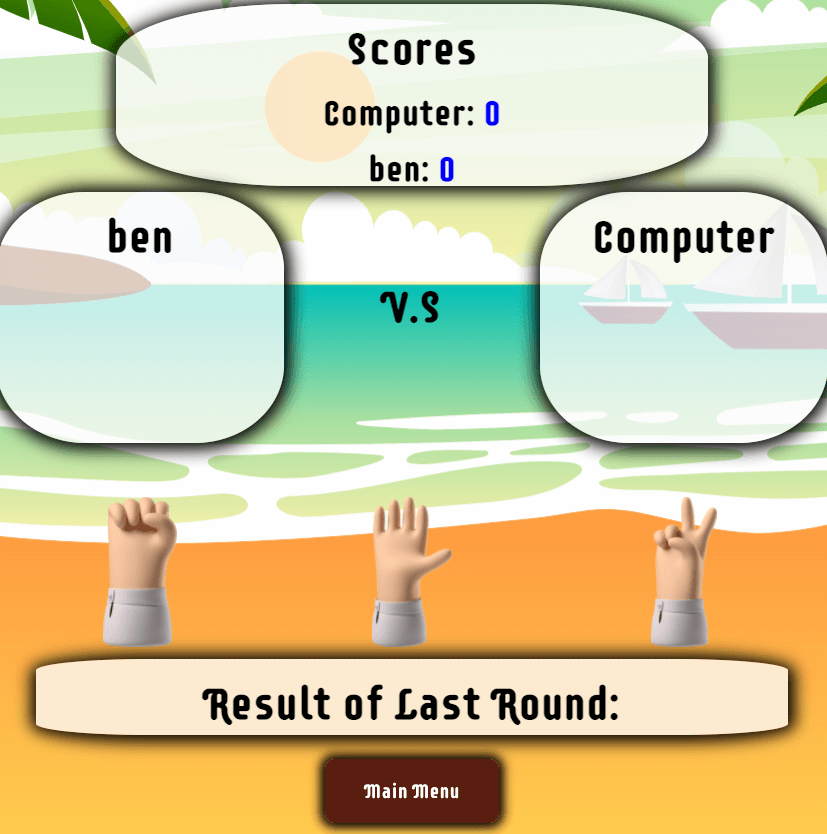 Scores
Computer: 0
ben: 0
ben
Computer
V.S
Result of Last Round:
Main Menu